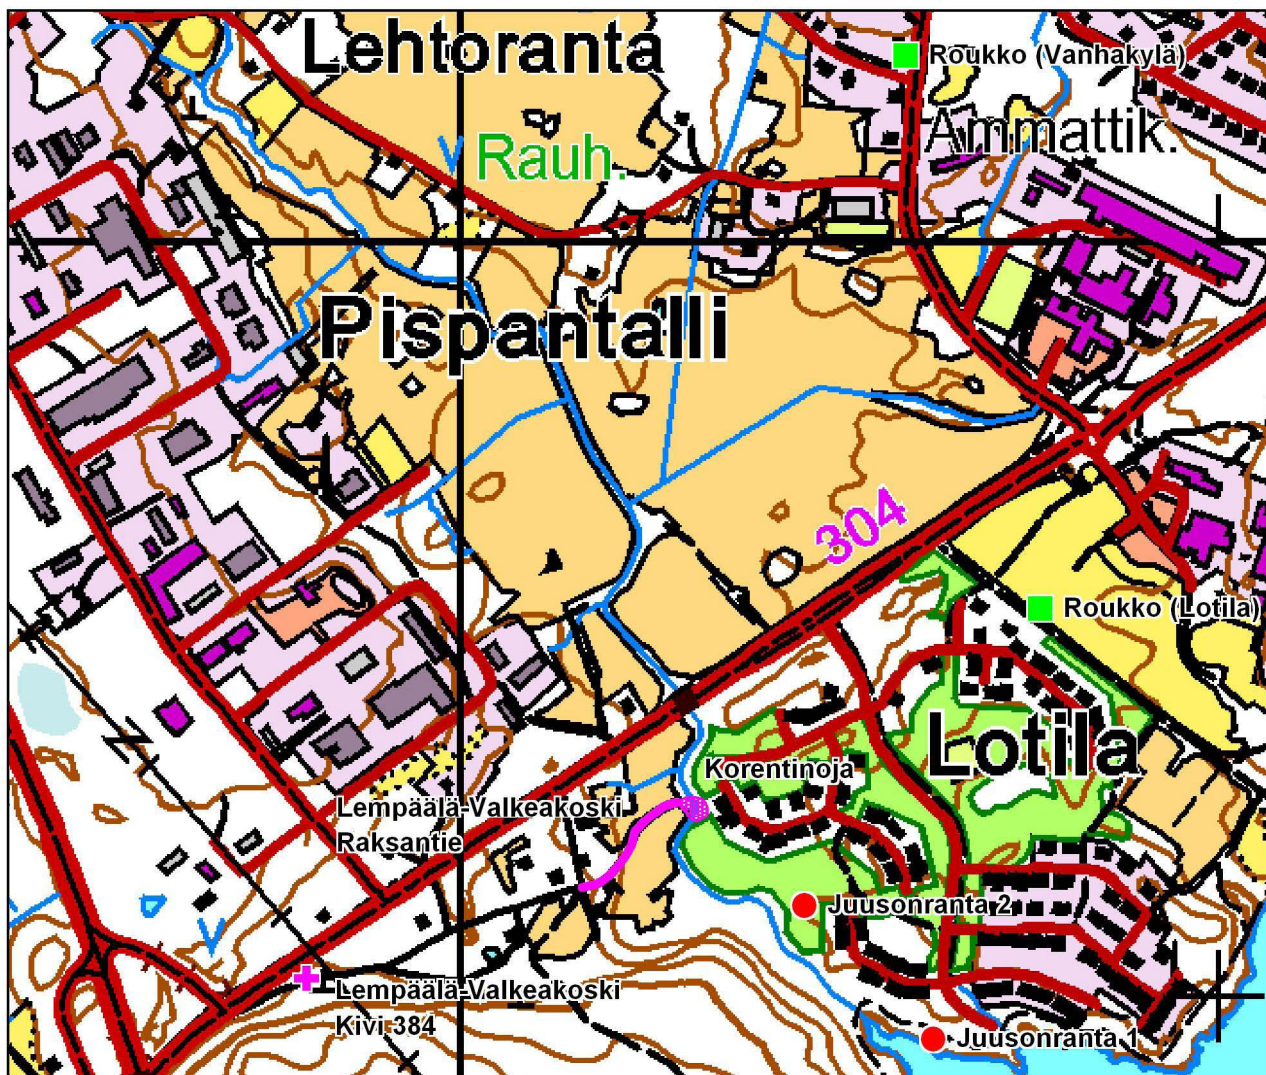 Lehtoranta
Roukko (Vanhakylä)
Ammattik.
Rauh.
Pispantalli
304
Roukko (Lotila)
Lotila
Korentinoja
Lempäälä-Valkeakoski
Raksantie
Juusonranta 2
Lempäälä-Valkeakoski
Kivi 384
Juusonranta 1